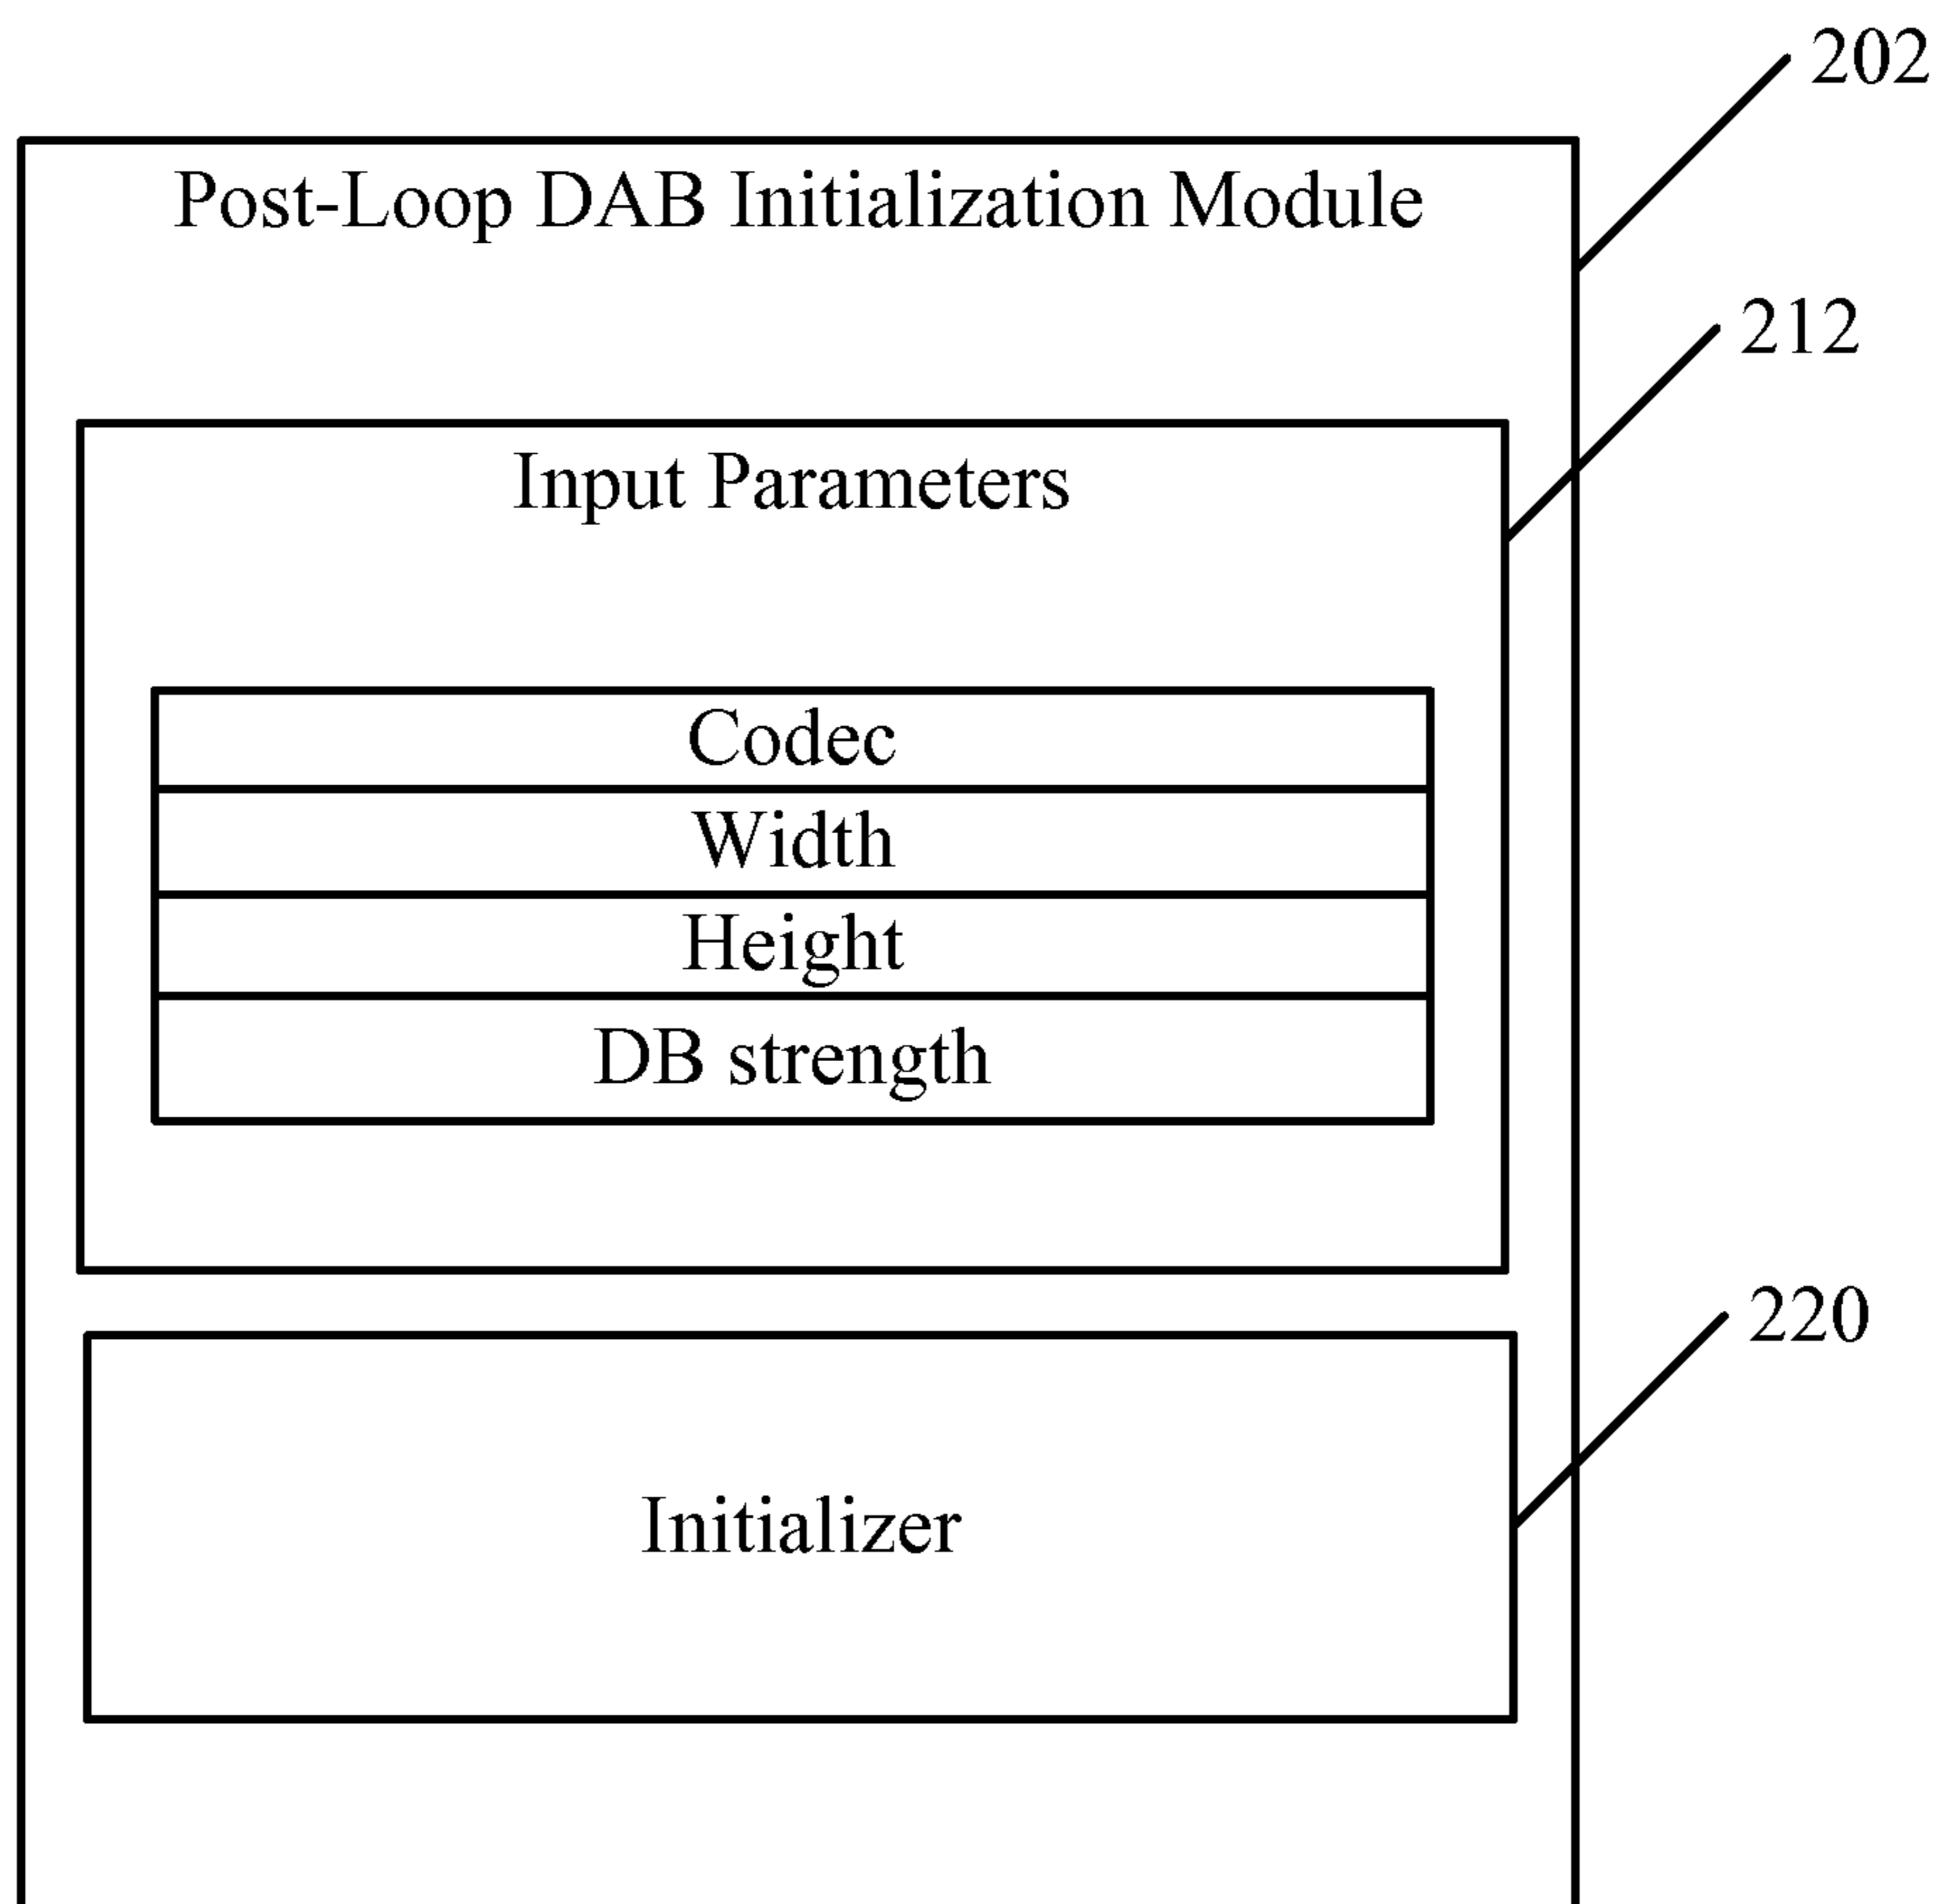 202
Post-Loop DAB Initialization Module
212
Input Parameters
Codec
Width
Height
DB strength
220
Initializer